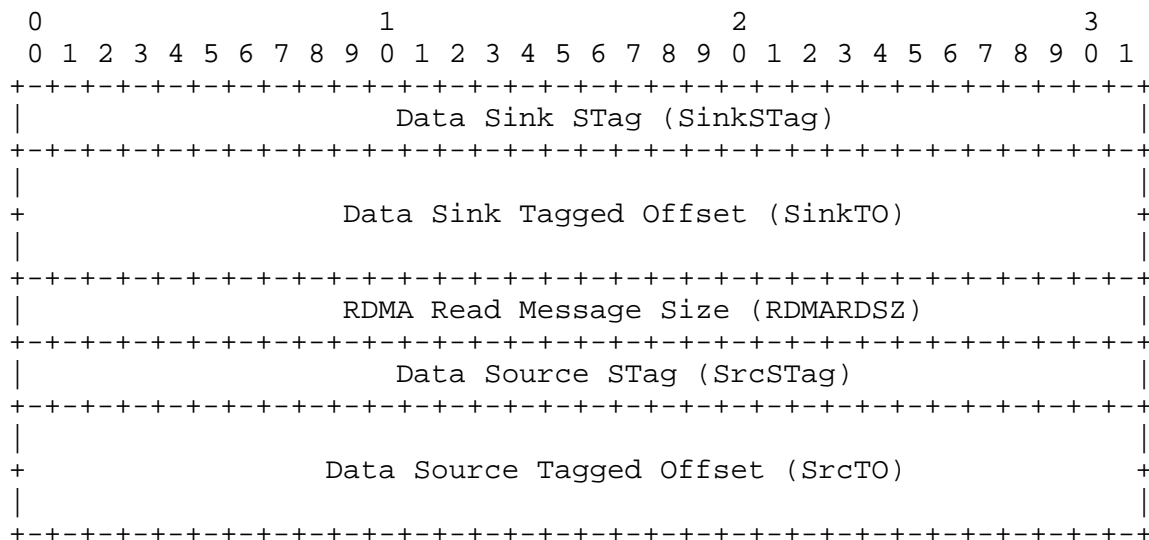 0                   1                   2                   3
 0 1 2 3 4 5 6 7 8 9 0 1 2 3 4 5 6 7 8 9 0 1 2 3 4 5 6 7 8 9 0 1
+-+-+-+-+-+-+-+-+-+-+-+-+-+-+-+-+-+-+-+-+-+-+-+-+-+-+-+-+-+-+-+-+
|                     Data Sink STag (SinkSTag)                 |
+-+-+-+-+-+-+-+-+-+-+-+-+-+-+-+-+-+-+-+-+-+-+-+-+-+-+-+-+-+-+-+-+
|                                                               |
+                  Data Sink Tagged Offset (SinkTO)             +
|                                                               |
+-+-+-+-+-+-+-+-+-+-+-+-+-+-+-+-+-+-+-+-+-+-+-+-+-+-+-+-+-+-+-+-+
|                  RDMA Read Message Size (RDMARDSZ)            |
+-+-+-+-+-+-+-+-+-+-+-+-+-+-+-+-+-+-+-+-+-+-+-+-+-+-+-+-+-+-+-+-+
|                     Data Source STag (SrcSTag)                |
+-+-+-+-+-+-+-+-+-+-+-+-+-+-+-+-+-+-+-+-+-+-+-+-+-+-+-+-+-+-+-+-+
|                                                               |
+                 Data Source Tagged Offset (SrcTO)             +
|                                                               |
+-+-+-+-+-+-+-+-+-+-+-+-+-+-+-+-+-+-+-+-+-+-+-+-+-+-+-+-+-+-+-+-+